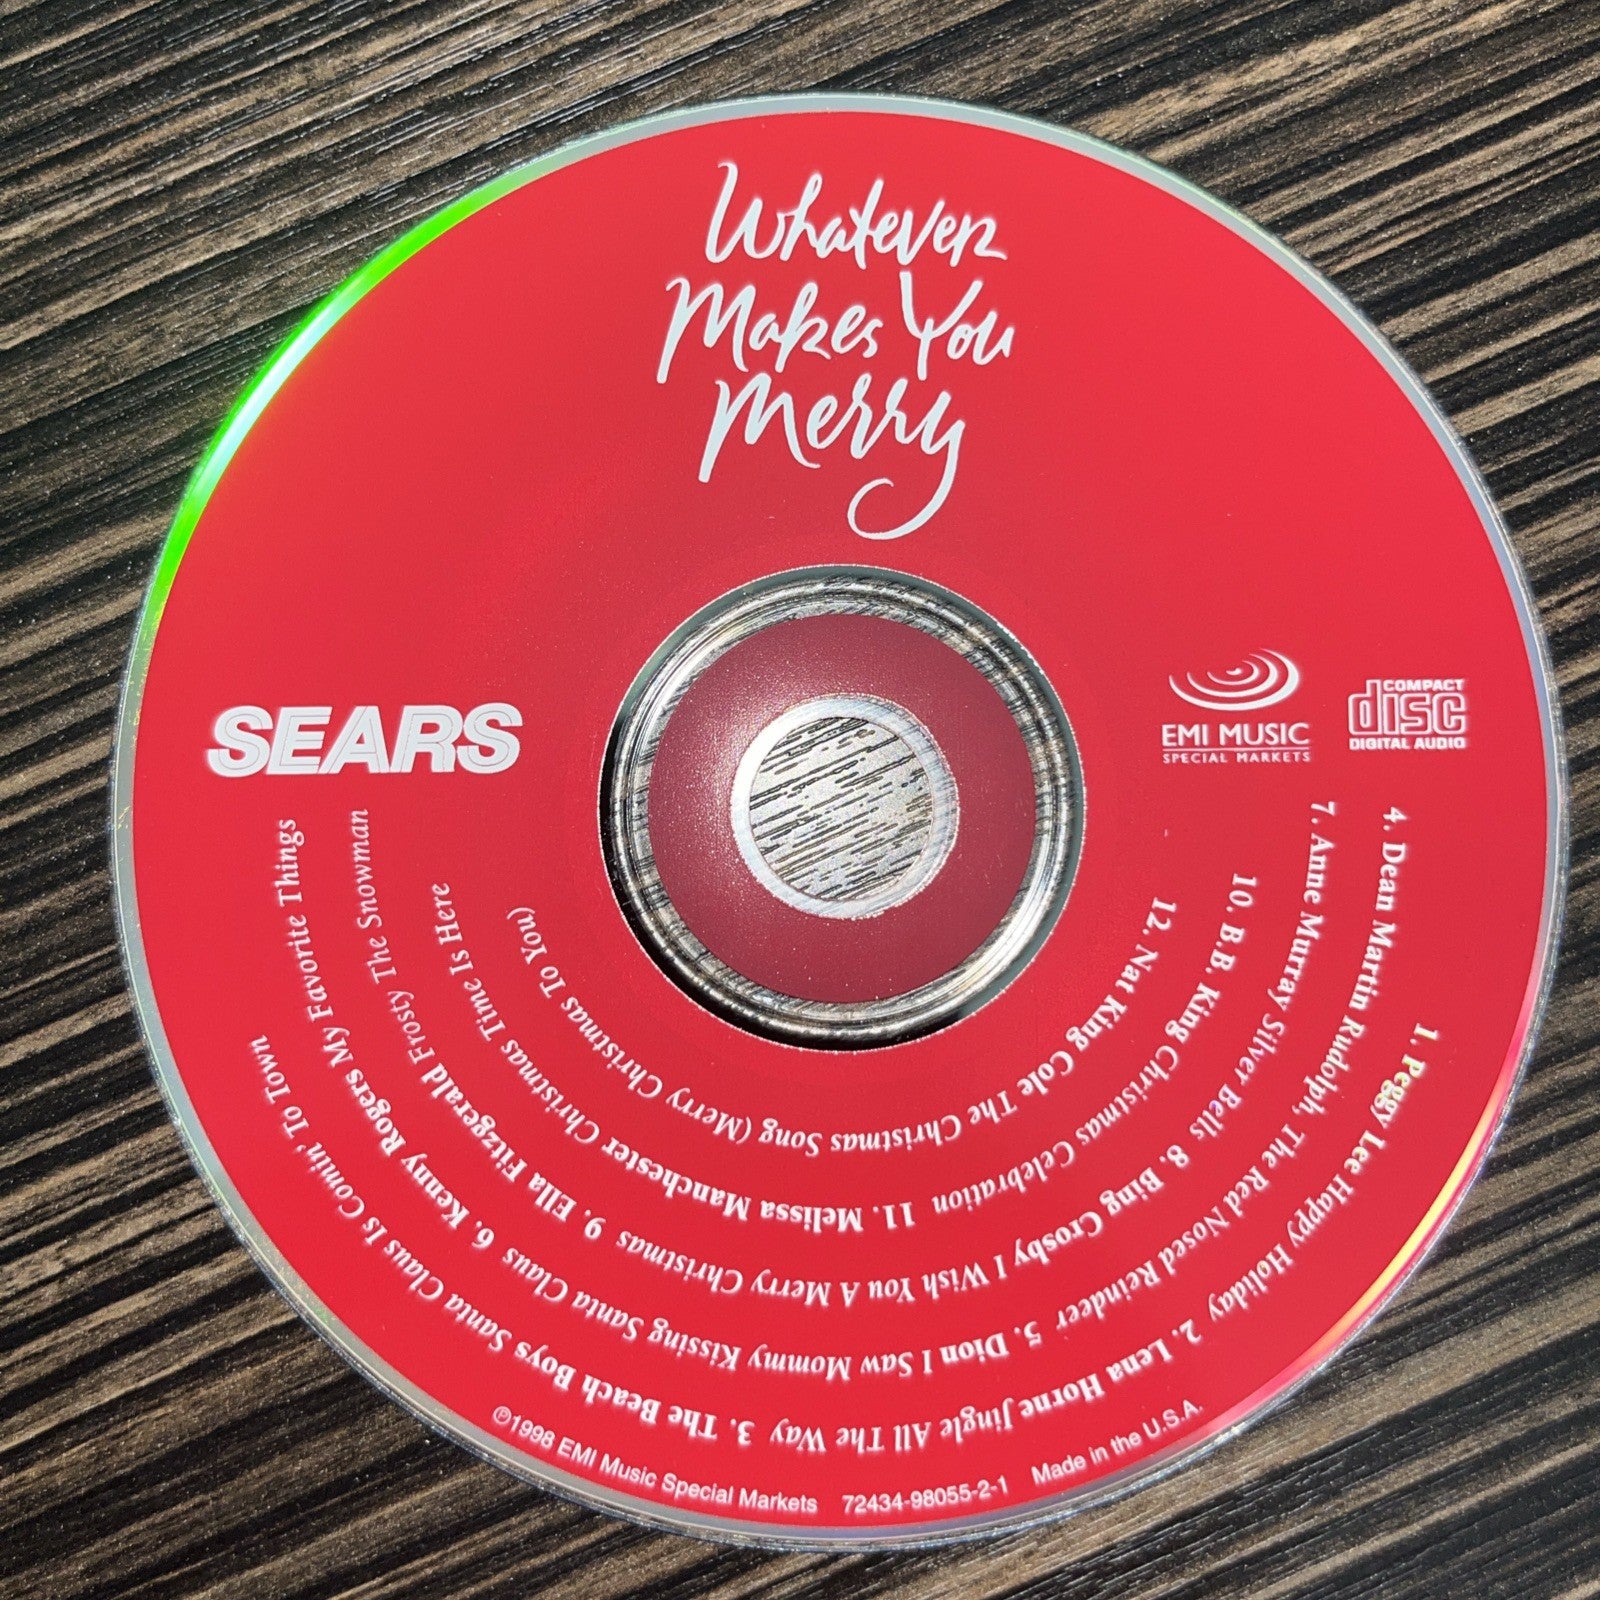 Whatever
Makes You
Merry
SEARS
EMI MUSIC
SPECIAL MARKETS
COMPACT
disc
DIGITAL AUDIO
1. Peggy Lee Happy Holiday 2. Lena Horne Jingle All The Way 3. The Beach Boys Santa Claus Is Comin' To Town
4. Dean Martin Rudolph, The Red Nosed Reindeer 5. Dion I Saw Mommy Kissing Santa Claus 6. Kenny Rogers My Favorite Things
7. Anne Murray Silver Bells 8. Bing Crosby I Wish You A Merry Christmas 9. Ella Fitzgerald Frosty The Snowman
10. B.B. King Christmas Celebration 11. Melissa Manchester Christmas Time Is Here
12. Nat King Cole The Christmas Song (Merry Christmas To You)
℗1998 EMI Music Special Markets 72434-98055-2-1 Made in the U.S.A.